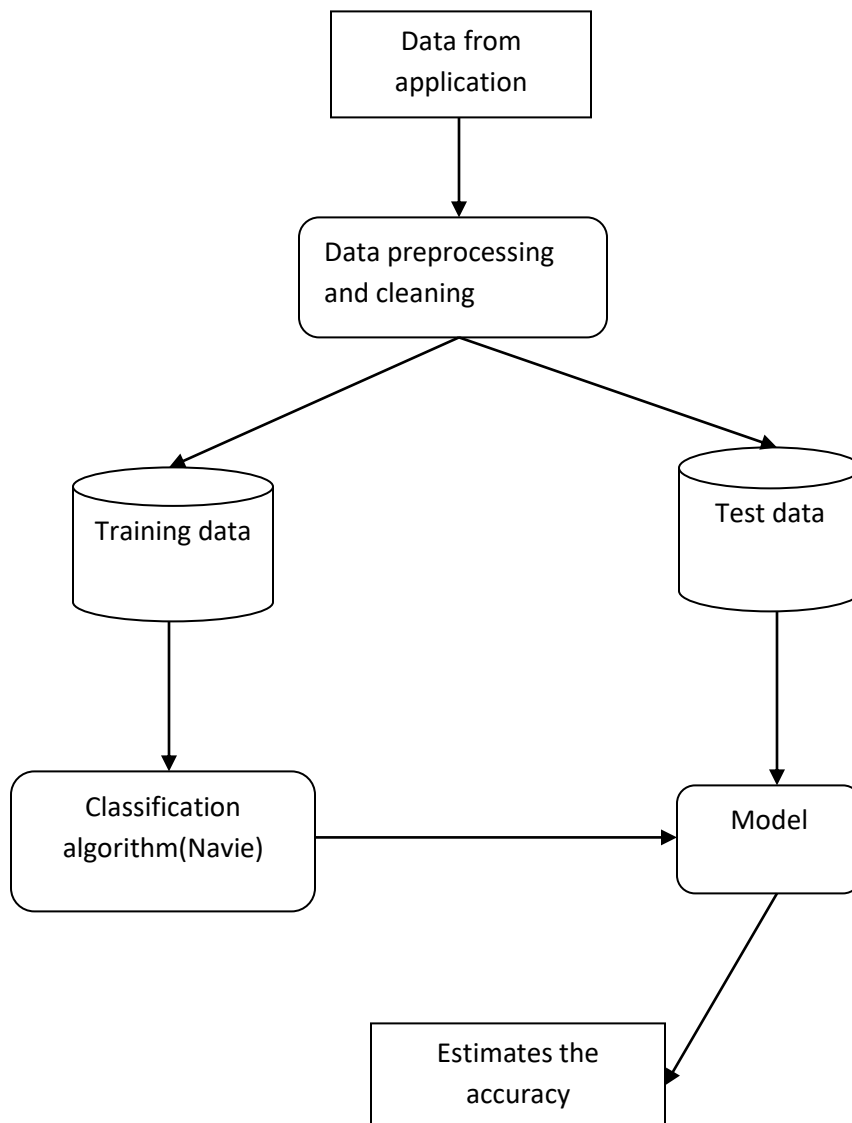 Data from
application
Data preprocessing
and cleaning
Training data
Test data
Classification
algorithm(Navie)
Model
Estimates the
accuracy